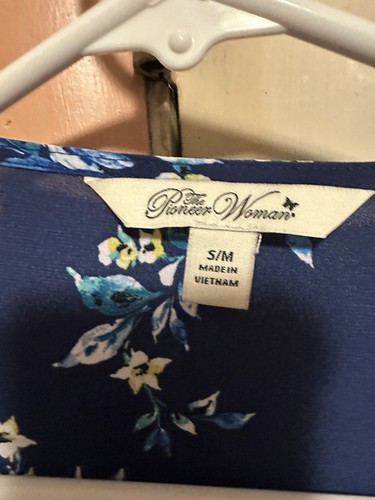 The
Pioneer Woman
S/M
MADE IN
VIETNAM